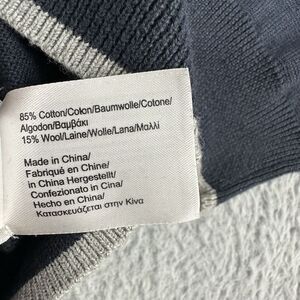 85% Cotton/Coton/Baumwolle/Cotone/
Algodon/Βαμβάκι
15% Wool/Laine/Wolle/Lana/Μαλλί
Made in China/
Fabriqué en Chine/
in China Hergestellt/
Confezionato in Cina/
Hecho en China/
Κατασκευάζεται στην Κίνα